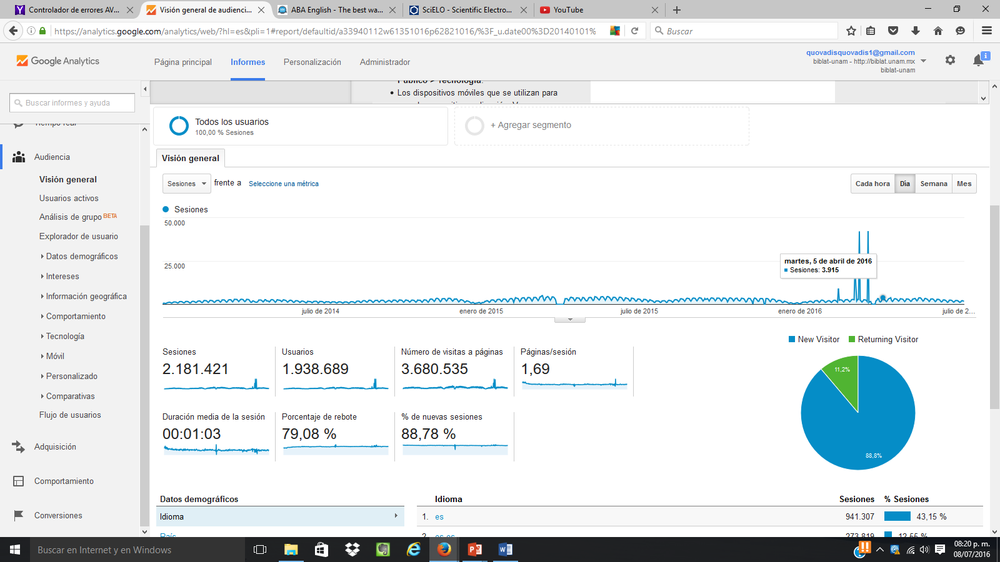 Controlador de errores AV...
Visión general de audienci...
ABA English - The best wa...
SciELO - Scientific Electro...
YouTube
https://analytics.google.com/analytics/web/?hl=es&pli=1#report/defaultid/a33940112w61351016p62821016/%3F_u.date00%3D20140101%
Buscar
Google Analytics
Página principal
Informes
Personalización
Administrador
quovadisquovadis1@gmail.com
biblat-unam - http://biblat.unam.mx
biblat-unam
Buscar informes y ayuda
Tiempo real
Audiencia
Visión general
Usuarios activos
Análisis de grupo BETA
Explorador de usuario
Datos demográficos
Intereses
Información geográfica
Comportamiento
Tecnología
Móvil
Personalizado
Comparativas
Flujo de usuarios
Adquisición
Comportamiento
Conversiones
Público > Tecnología.
• Los dispositivos móviles que se utilizan para
Todos los usuarios
100,00 % Sesiones
+ Agregar segmento
Visión general
Sesiones
frente a
Seleccione una métrica
Cada hora
Día
Semana
Mes
Sesiones
50.000
25.000
martes, 5 de abril de 2016
Sesiones: 3.915
julio de 2014
enero de 2015
julio de 2015
enero de 2016
julio de 2...
Sesiones
2.181.421
Usuarios
1.938.689
Número de visitas a páginas
3.680.535
Páginas/sesión
1,69
Duración media de la sesión
00:01:03
Porcentaje de rebote
79,08 %
% de nuevas sesiones
88,78 %
New Visitor
Returning Visitor
11,2%
88,8%
Datos demográficos
Idioma
País
Idioma
Sesiones
% Sesiones
1. es 941.307 43,15 %
2. es-es 273.819 12,55 %
Buscar en Internet y en Windows
08:20 p. m.
08/07/2016